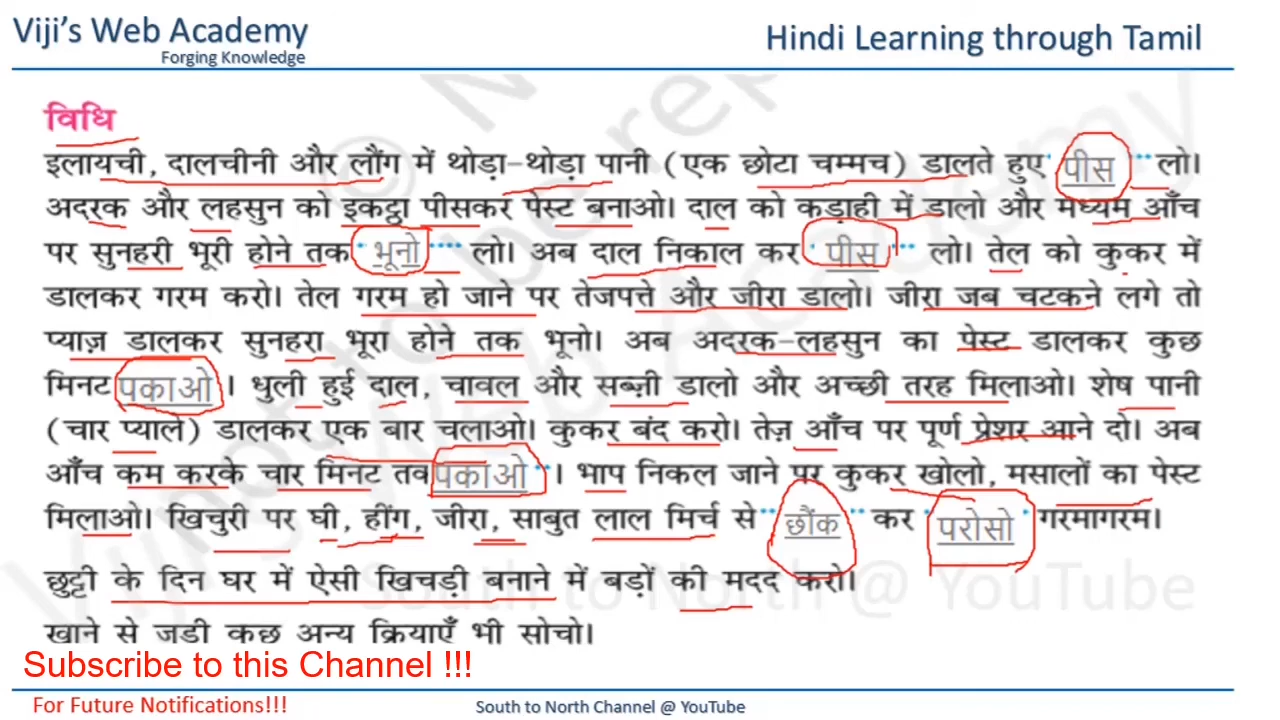 Viji's Web Academy
Forging Knowledge
Hindi Learning through Tamil
विधि
इलायची, दालचीनी और लौंग में थोड़ा-थोड़ा पानी (एक छोटा चम्मच) डालते हुए पीस लो।
अदरक और लहसुन को इकट्ठा पीसकर पेस्ट बनाओ। दाल को कड़ाही में डालो और मध्यम आँच
पर सुनहरी भूरी होने तक भूनो लो। अब दाल निकाल कर पीस लो। तेल को कुकर में
डालकर गरम करो। तेल गरम हो जाने पर तेजपत्ते और जीरा डालो। जीरा जब चटकने लगे तो
प्याज़ डालकर सुनहरा भूरा होने तक भूनो। अब अदरक-लहसुन का पेस्ट डालकर कुछ
मिनट पकाओ । धुली हुई दाल, चावल और सब्ज़ी डालो और अच्छी तरह मिलाओ। शेष पानी
(चार प्याले) डालकर एक बार चलाओ। कुकर बंद करो। तेज़ आँच पर पूर्ण प्रेशर आने दो। अब
आँच कम करके चार मिनट तक पकाओ । भाप निकल जाने पर कुकर खोलो, मसालों का पेस्ट
मिलाओ। खिचुरी पर घी, हींग, जीरा, साबुत लाल मिर्च से छौंक कर परोसो गरमागरम।
छुट्टी के दिन घर में ऐसी खिचड़ी बनाने में बड़ों की मदद करो।
खाने से जुड़ी कुछ अन्य क्रियाएँ भी सोचो।
Subscribe to this Channel !!!
For Future Notifications!!!
South to North Channel @ YouTube